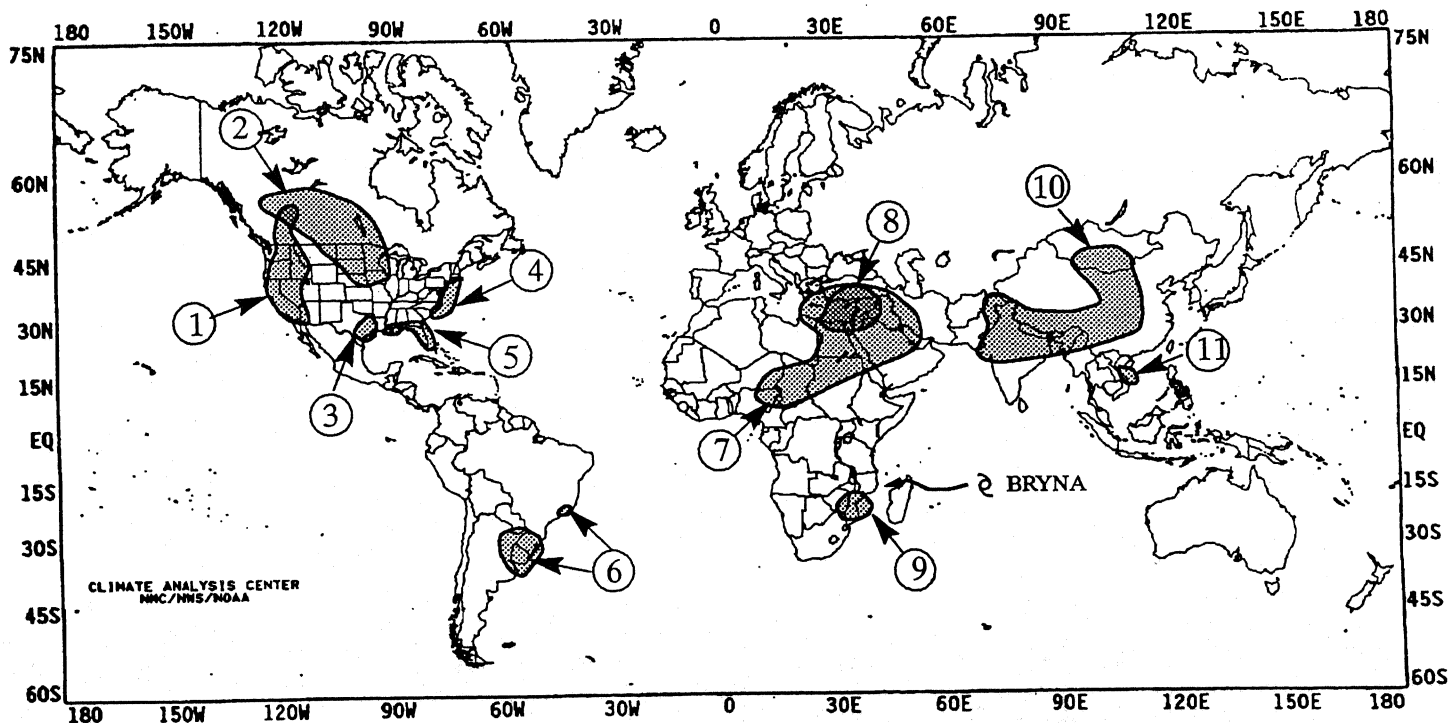 180 150W 120W 90W 60W 30W 0 30E 60E 90E 120E 150E 180
75N 75N
2
60N 60N
10
8
45N 45N
4
1
30N 30N
5
11
15N 15N
3
7
EQ EQ
15S 15S
BRYNA
30S 30S
6
9
CLIMATE ANALYSIS CENTER
NMC/NWS/NOAA
45S 45S
60S 60S
180 150W 120W 90W 60W 30W 0 30E 60E 90E 120E 150E 180